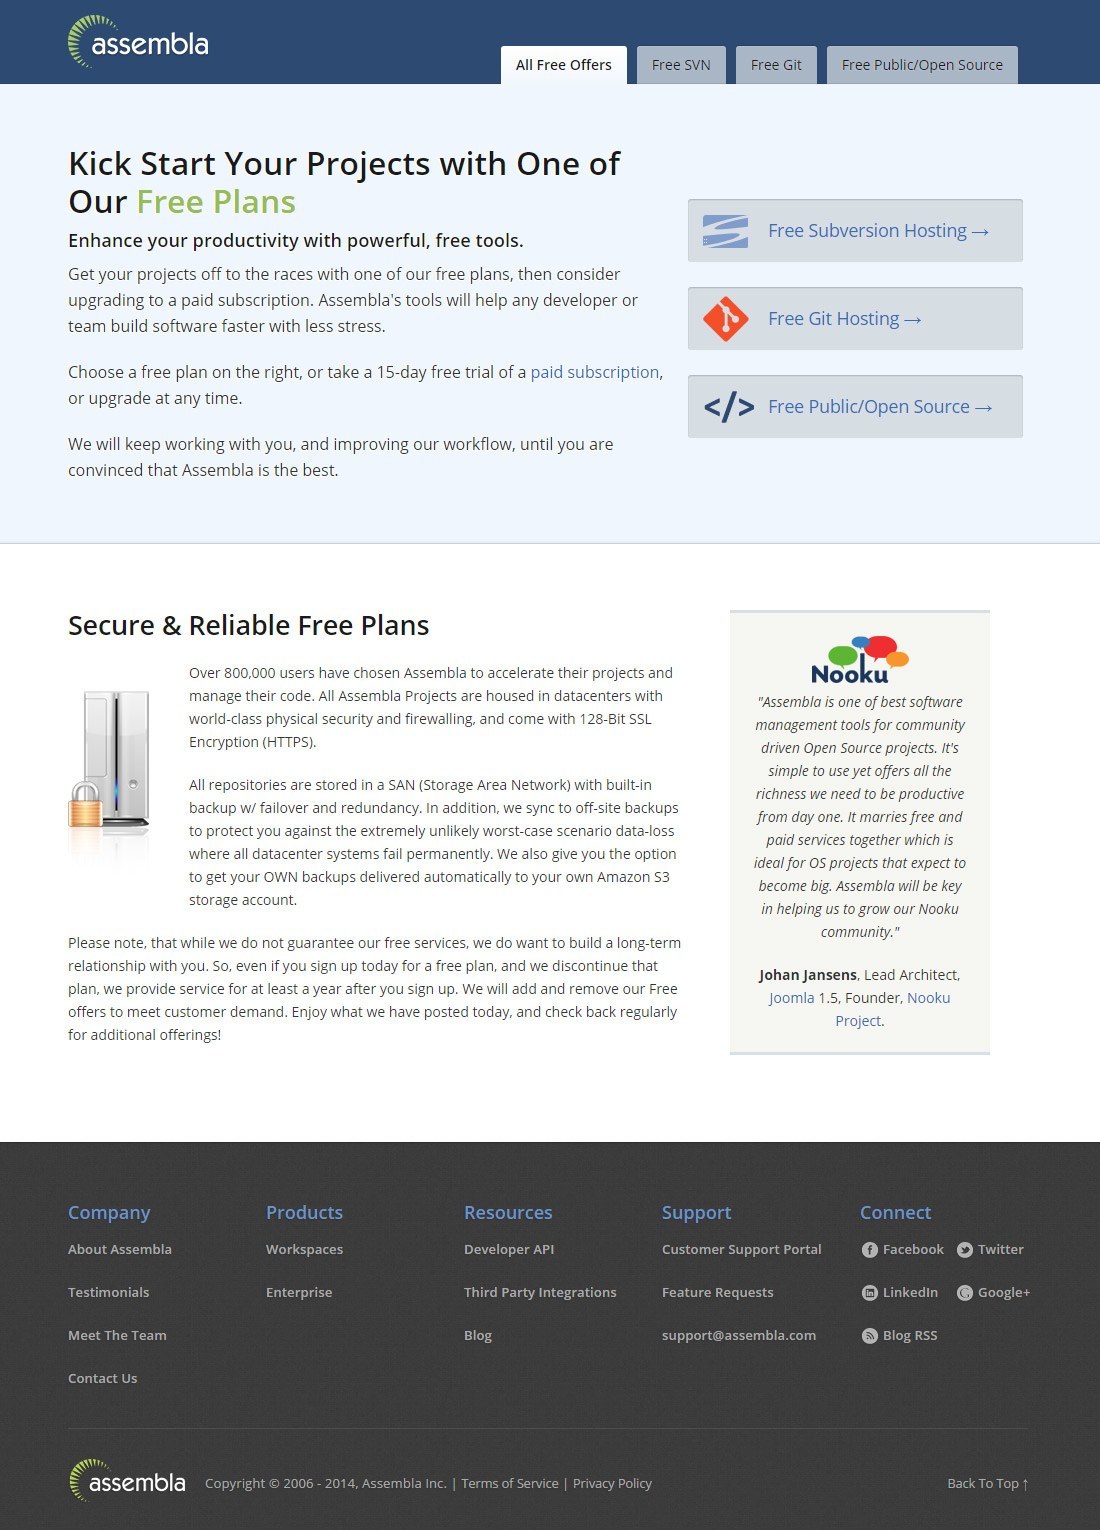 assembla
All Free Offers
Free SVN
Free Git
Free Public/Open Source
Kick Start Your Projects with One of
Our Free Plans
Enhance your productivity with powerful, free tools.
Get your projects off to the races with one of our free plans, then consider
upgrading to a paid subscription. Assembla's tools will help any developer or
team build software faster with less stress.
Choose a free plan on the right, or take a 15-day free trial of a paid subscription,
or upgrade at any time.
We will keep working with you, and improving our workflow, until you are
convinced that Assembla is the best.
Free Subversion Hosting →
Free Git Hosting →
</> Free Public/Open Source →
Secure & Reliable Free Plans
Over 800,000 users have chosen Assembla to accelerate their projects and
manage their code. All Assembla Projects are housed in datacenters with
world-class physical security and firewalling, and come with 128-Bit SSL
Encryption (HTTPS).
All repositories are stored in a SAN (Storage Area Network) with built-in
backup w/ failover and redundancy. In addition, we sync to off-site backups
to protect you against the extremely unlikely worst-case scenario data-loss
where all datacenter systems fail permanently. We also give you the option
to get your OWN backups delivered automatically to your own Amazon S3
storage account.
Please note, that while we do not guarantee our free services, we do want to build a long-term
relationship with you. So, even if you sign up today for a free plan, and we discontinue that
plan, we provide service for at least a year after you sign up. We will add and remove our Free
offers to meet customer demand. Enjoy what we have posted today, and check back regularly
for additional offerings!
Nooku
"Assembla is one of best software
management tools for community
driven Open Source projects. It's
simple to use yet offers all the
richness we need to be productive
from day one. It marries free and
paid services together which is
ideal for OS projects that expect to
become big. Assembla will be key
in helping us to grow our Nooku
community."
Johan Jansens, Lead Architect,
Joomla 1.5, Founder, Nooku
Project.
Company
About Assembla
Testimonials
Meet The Team
Contact Us
Products
Workspaces
Enterprise
Resources
Developer API
Third Party Integrations
Blog
Support
Customer Support Portal
Feature Requests
support@assembla.com
Connect
Facebook
Twitter
LinkedIn
Google+
Blog RSS
assembla
Copyright © 2006 - 2014, Assembla Inc. | Terms of Service | Privacy Policy
Back To Top ↑